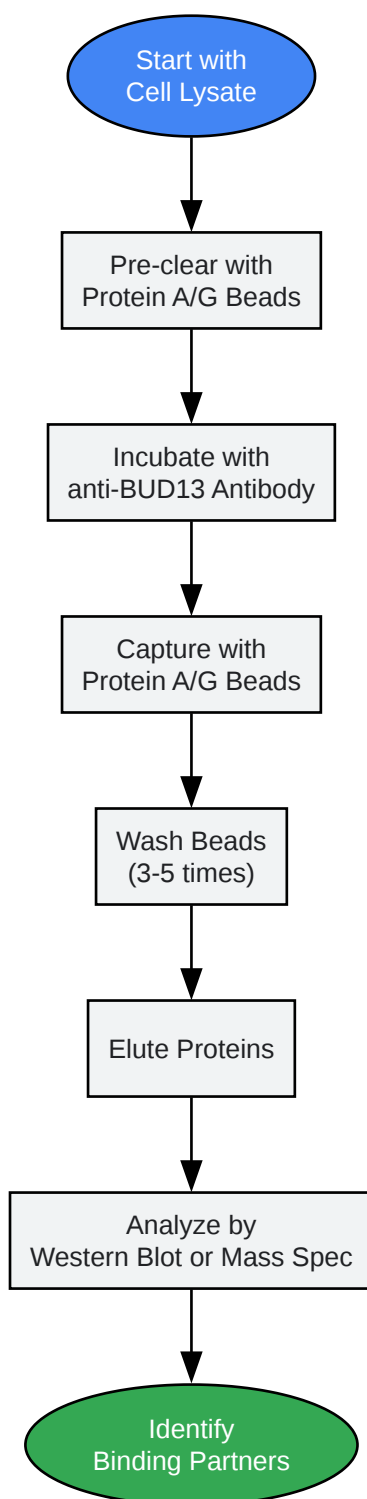 Start with
Cell Lysate
Pre-clear with
Protein A/G Beads
Incubate with
anti-BUD13 Antibody
Capture with
Protein A/G Beads
Wash Beads
(3-5 times)
Elute Proteins
Analyze by
Western Blot or Mass Spec
Identify
Binding Partners